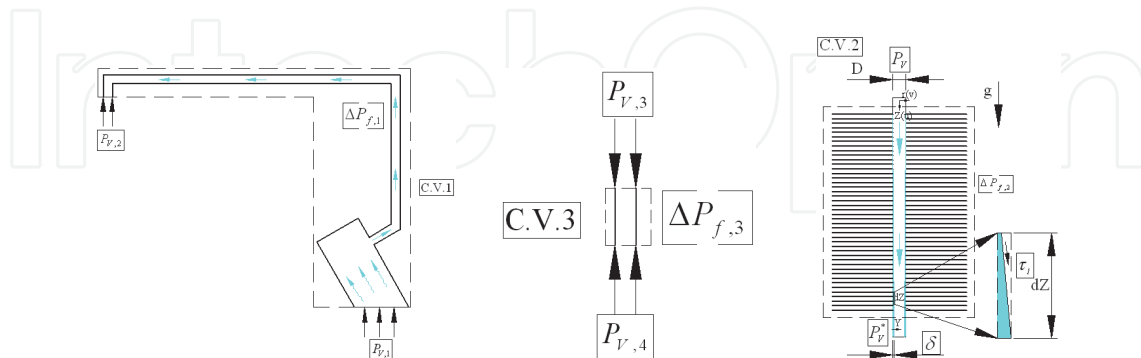 IntechOpen
P_{V,2}
ΔP_{f,1}
C.V.1
P_{V,1}
P_{V,3}
C.V.3
ΔP_{f,3}
P_{V,4}
C.V.2
P_V
D
g
r(v)
Z(u)
ΔP_{f,2}
τ_I
dZ
dZ
Y
P_V^*
δ